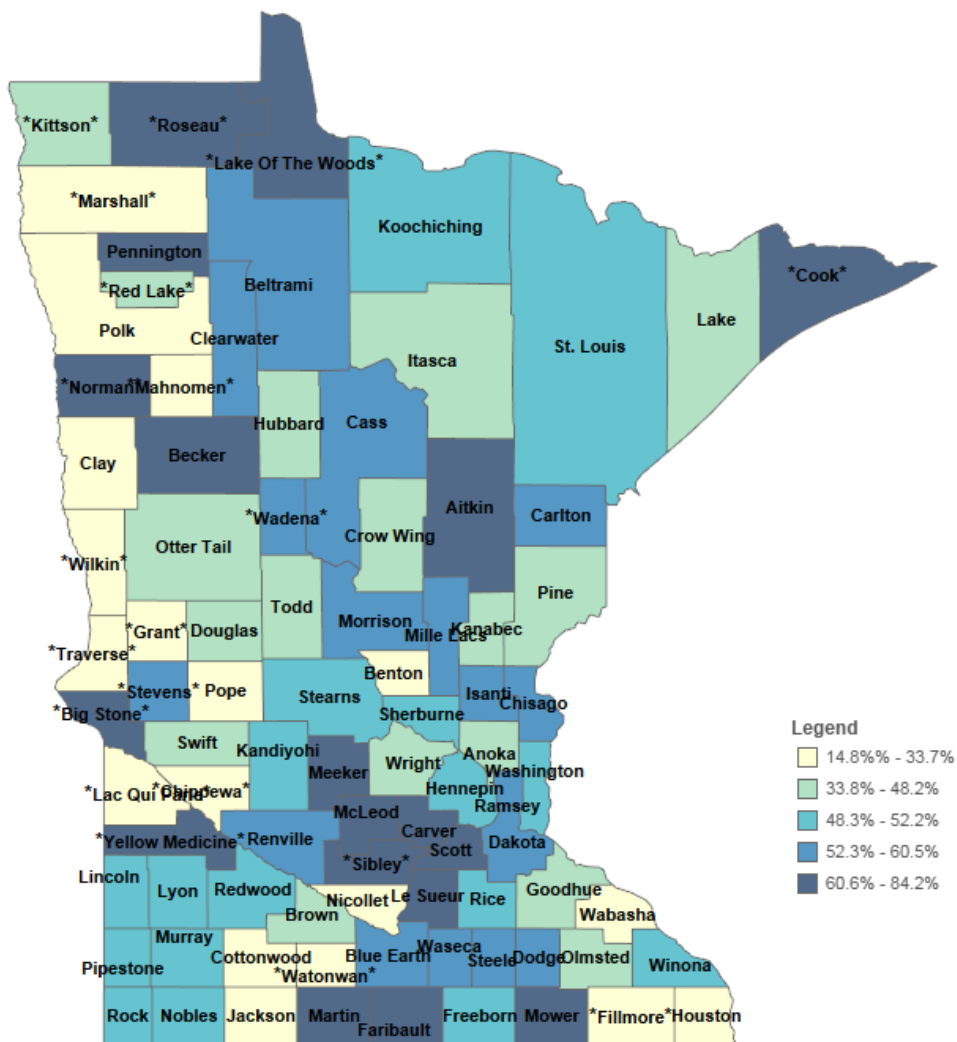 *Kittson*
*Roseau*
*Lake Of The Woods*
*Marshall*
Koochiching
Pennington
*Cook*
*Red Lake*
Beltrami
Lake
Polk
Clearwater
St. Louis
Itasca
*Norman*
*Mahnomen*
Hubbard
Cass
Clay
Becker
Aitkin
*Wadena*
Carlton
Crow Wing
Otter Tail
*Wilkin*
Pine
Todd
Morrison
Kanabec
Mille Lacs
*Grant*
Douglas
*Traverse*
Benton
*Stevens*
Pope
Stearns
Isanti
Chisago
*Big Stone*
Sherburne
Swift
Kandiyohi
Anoka
Wright
Meeker
Washington
Hennepin
*Lac Qui Parle*
*Chippewa*
Ramsey
McLeod
Carver
*Yellow Medicine*
Renville
Scott
Dakota
*Sibley*
Lincoln
Lyon
Redwood
Nicollet
Le Sueur
Rice
Goodhue
Brown
Wabasha
Murray
Cottonwood
Blue Earth
Waseca
Steele
Dodge
Olmsted
Pipestone
*Watonwan*
Winona
Rock
Nobles
Jackson
Martin
Faribault
Freeborn
Mower
*Fillmore*
Houston
Legend
14.8%% - 33.7%
33.8% - 48.2%
48.3% - 52.2%
52.3% - 60.5%
60.6% - 84.2%